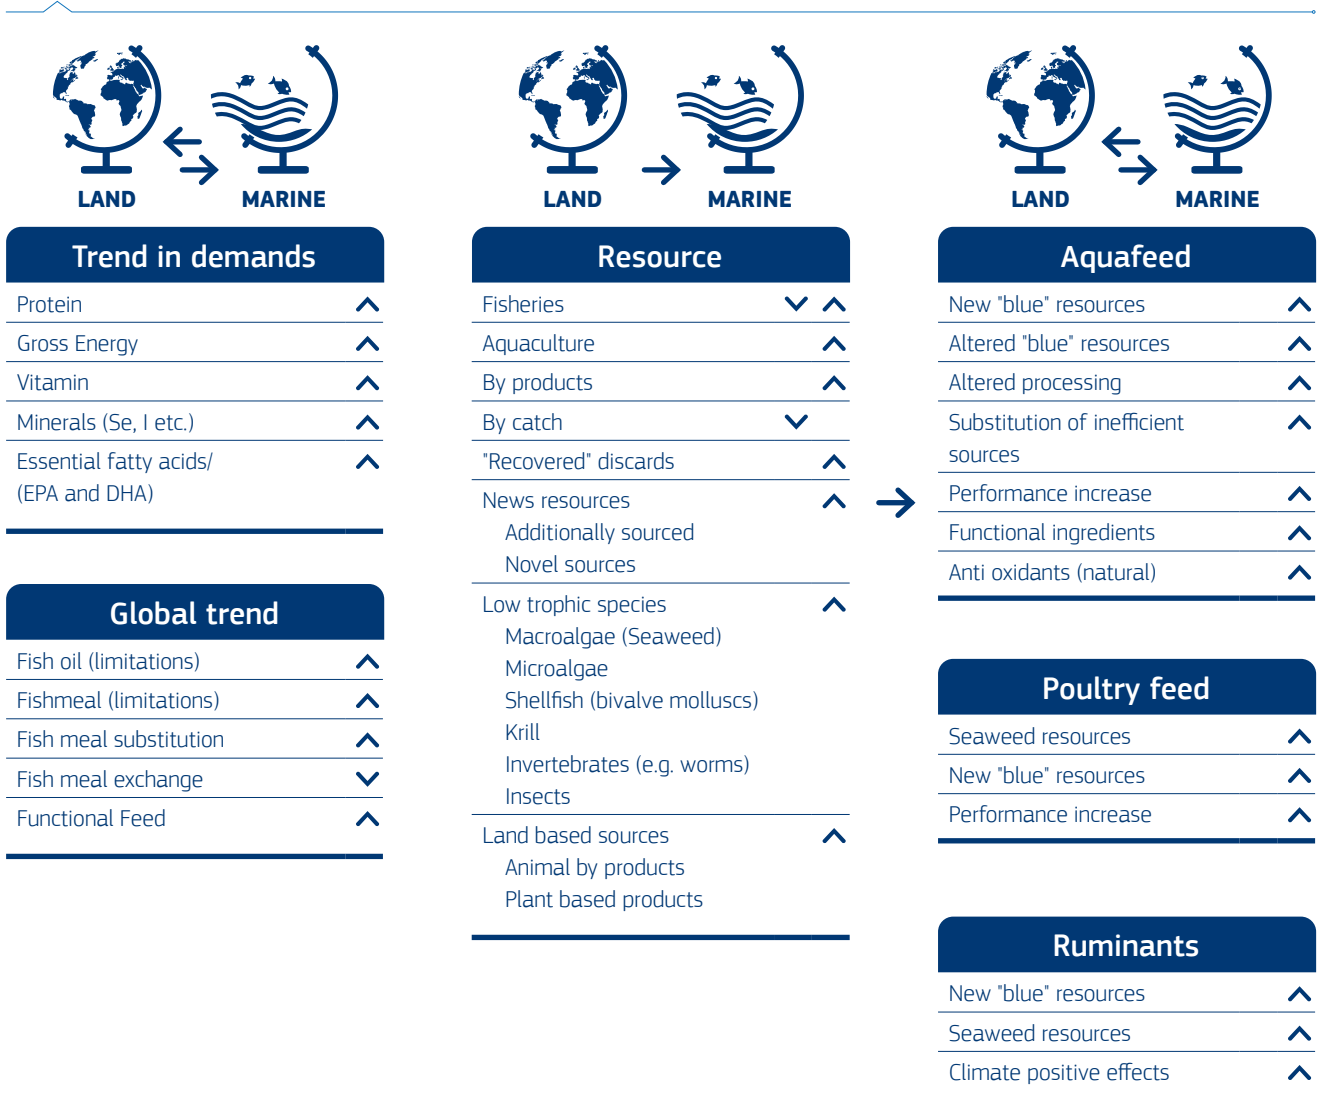 LAND
MARINE
Trend in demands
Protein
Gross Energy
Vitamin
Minerals (Se, I etc.)
Essential fatty acids/
(EPA and DHA)
Global trend
Fish oil (limitations)
Fishmeal (limitations)
Fish meal substitution
Fish meal exchange
Functional Feed
LAND
MARINE
Resource
Fisheries
Aquaculture
By products
By catch
"Recovered" discards
News resources
Additionally sourced
Novel sources
Low trophic species
Macroalgae (Seaweed)
Microalgae
Shellfish (bivalve molluscs)
Krill
Invertebrates (e.g. worms)
Insects
Land based sources
Animal by products
Plant based products
LAND
MARINE
Aquafeed
New "blue" resources
Altered "blue" resources
Altered processing
Substitution of inefficient
sources
Performance increase
Functional ingredients
Anti oxidants (natural)
Poultry feed
Seaweed resources
New "blue" resources
Performance increase
Ruminants
New "blue" resources
Seaweed resources
Climate positive effects